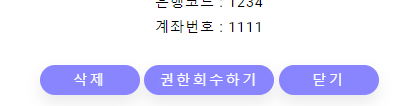 은행코드 : 1234
계좌번호 : 1111
삭제 권한회수하기 닫기